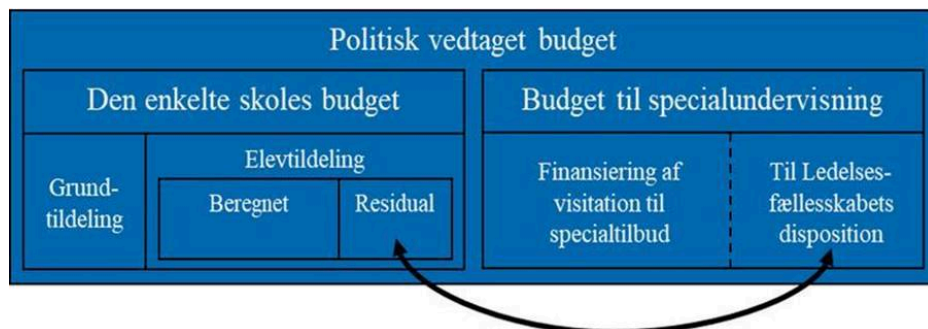 Politisk vedtaget budget
Den enkelte skoles budget
Budget til specialundervisning
Grund-
tildeling
Elevtildeling
Beregnet
Residual
Finansiering af
visitation til
specialtilbud
Til Ledelses-
fællesskabets
disposition